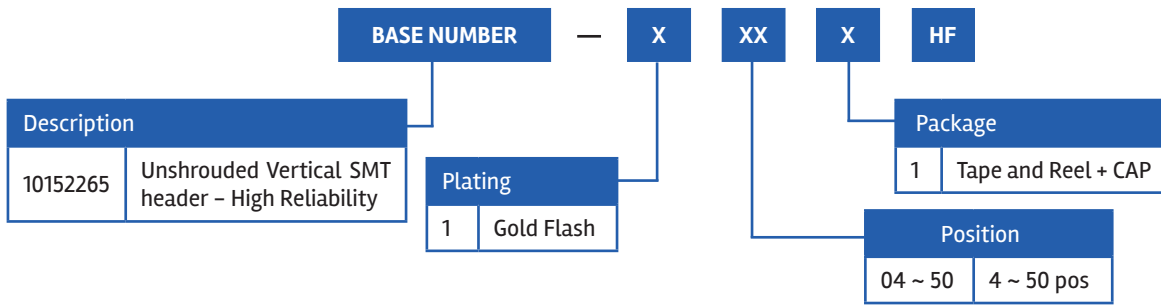 BASE NUMBER — X XX X HF
Description
10152265 Unshrouded Vertical SMT
header – High Reliability
Plating
1 Gold Flash
Package
1 Tape and Reel + CAP
Position
04 ~ 50 4 ~ 50 pos